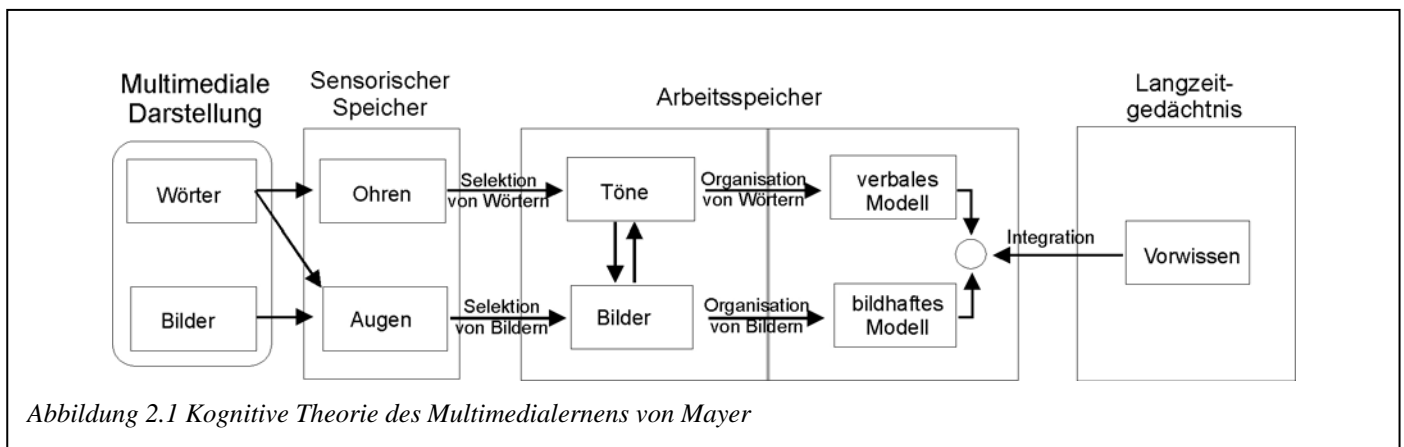 Multimediale
Darstellung
Sensorischer
Speicher
Arbeitsspeicher
Langzeit-
gedächtnis
Wörter
Ohren
Selektion
von Wörtern
Töne
Organisation
von Wörtern
verbales
Modell
Integration
Vorwissen
Bilder
Augen
Selektion
von Bildern
Bilder
Organisation
von Bildern
bildhaftes
Modell
Abbildung 2.1 Kognitive Theorie des Multimedialernens von Mayer